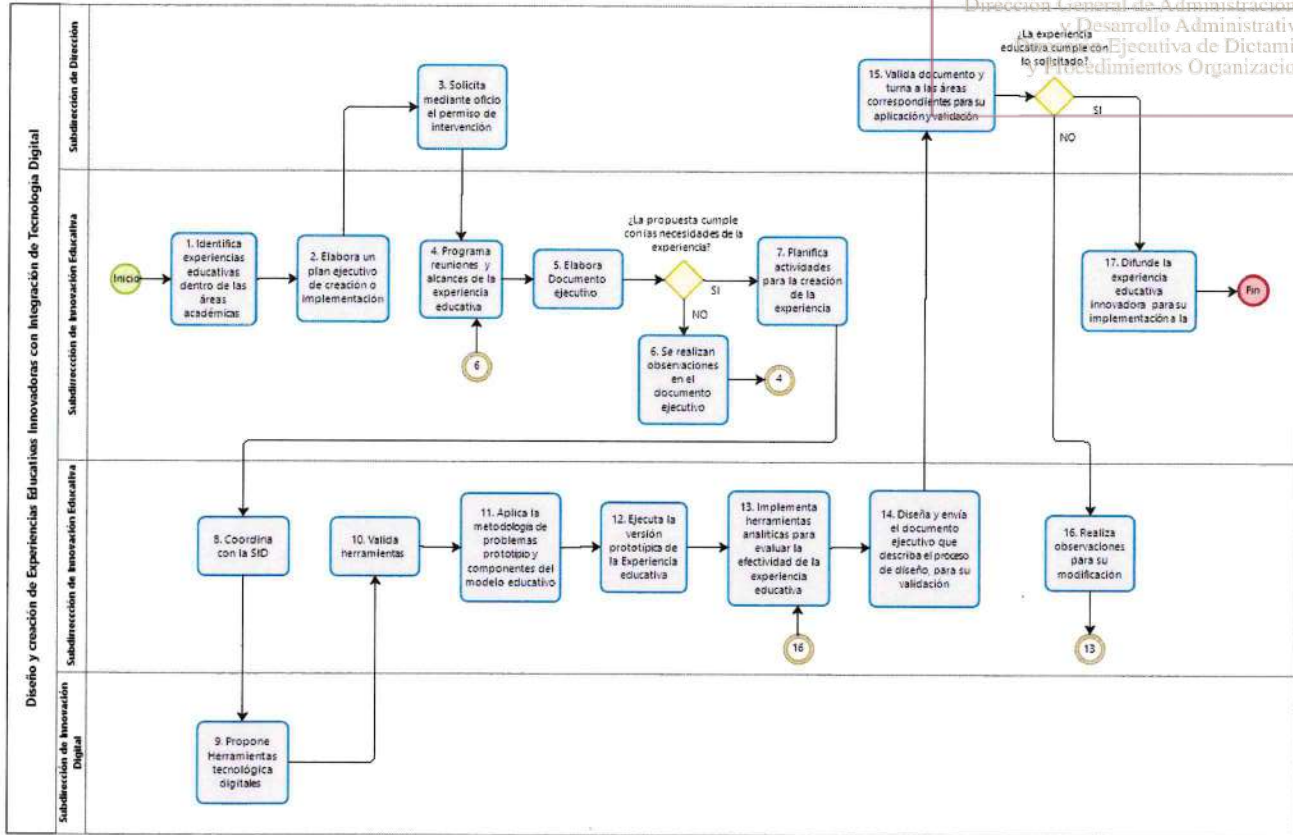 Dirección General de Administración
y Desarrollo Administrativ
Ejecutiva de Dictami
y Procedimientos Organizacio
Diseño y creación de Experiencias Educativas Innovadoras con Integración de Tecnología Digital
Subdirección de Dirección
3. Solicita
mediante oficio
el permiso de
intervención
15. Valida documento y
turna a las áreas
correspondientes para su
aplicación y validación
¿La experiencia
educativa cumple con
lo solicitado?
SI
NO
Subdirrección de Innovación Educativa
Inicio
1. Identifica
experiencias
educativas
dentro de las
áreas
académicas
2. Elabora un
plan ejecutivo
de creación o
implementación
4. Programa
reuniones y
alcances de la
experiencia
educativa
6
5. Elabora
Documento
ejecutivo
¿La propuesta cumple
con las necesidades de la
experiencia?
SI
NO
6. Se realizan
observaciones
en el
documento
ejecutivo
4
7. Planifica
actividades
para la creación
de la
experiencia
17. Difunde la
experiencia
educativa
innovadora para su
implementación a la
Fin
Subdirrección de Innovación Educativa
8. Coordina
con la SID
10. Valida
herramientas
11. Aplica la
metodología de
problemas
prototipio y
componentes del
modelo educativo
12. Ejecuta la
versión
prototípica de
la Experiencia
educativa
13. Implementa
herramientas
analíticas para
evaluar la
efectividad de la
experiencia
educativa
16
14. Diseña y envía
el documento
ejecutivo que
describa el proceso
de diseño, para su
validación
16. Realiza
observaciones
para su
modificación
13
Subdirección de Innovación
Digital
9. Propone
Herramientas
tecnológica
digitales